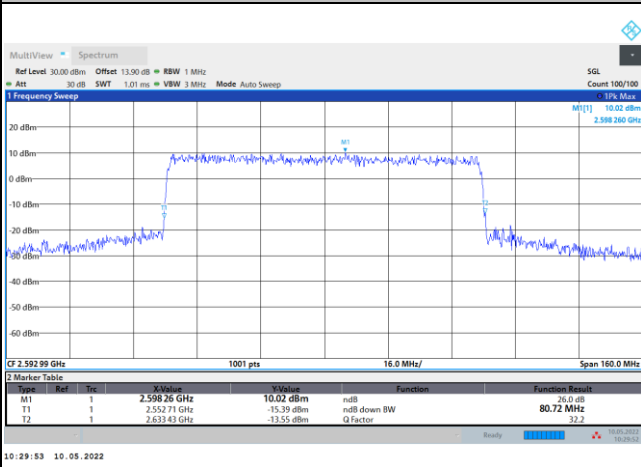 MultiView Spectrum
Ref Level 30.00 dBm Offset 13.90 dB RBW 1 MHz SGL
Att 30 dB SWT 1.01 ms VBW 3 MHz Mode Auto Sweep Count 100/100
1 Frequency Sweep 1Pk Max
M1[1] 10.02 dBm
2.598 260 GHz
20 dBm
M1
10 dBm
0 dBm
-10 dBm
T1 T2
-20 dBm
-30 dBm
-40 dBm
-50 dBm
-60 dBm
CF 2.592 99 GHz 1001 pts 16.0 MHz/ Span 160.0 MHz
2 Marker Table
Type Ref Trc X-Value Y-Value Function Function Result
M1 1 2.598 26 GHz 10.02 dBm ndB 26.0 dB
T1 1 2.552 71 GHz -15.39 dBm ndB down BW 80.72 MHz
T2 1 2.633 43 GHz -13.55 dBm Q Factor 32.2
Ready 10.05.2022
10:29:52
10:29:53 10.05.2022